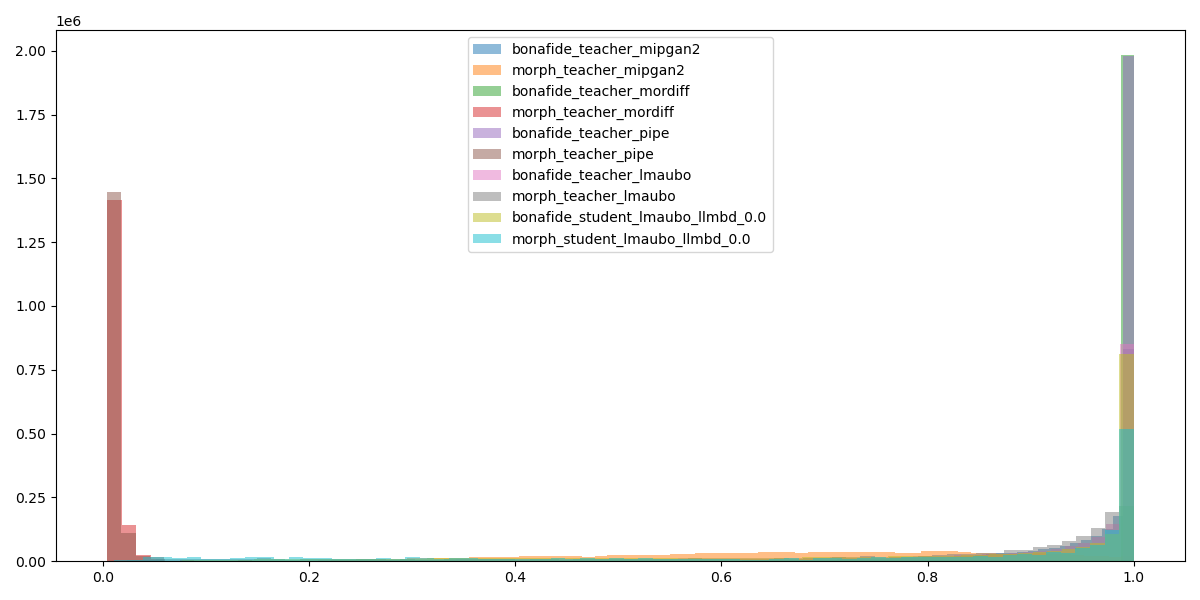 1e6
2.00
1.75
1.50
1.25
1.00
0.75
0.50
0.25
0.00
bonafide_teacher_mipgan2
morph_teacher_mipgan2
bonafide_teacher_mordiff
morph_teacher_mordiff
bonafide_teacher_pipe
morph_teacher_pipe
bonafide_teacher_lmaubo
morph_teacher_lmaubo
bonafide_student_lmaubo_llmbd_0.0
morph_student_lmaubo_llmbd_0.0
0.0 0.2 0.4 0.6 0.8 1.0